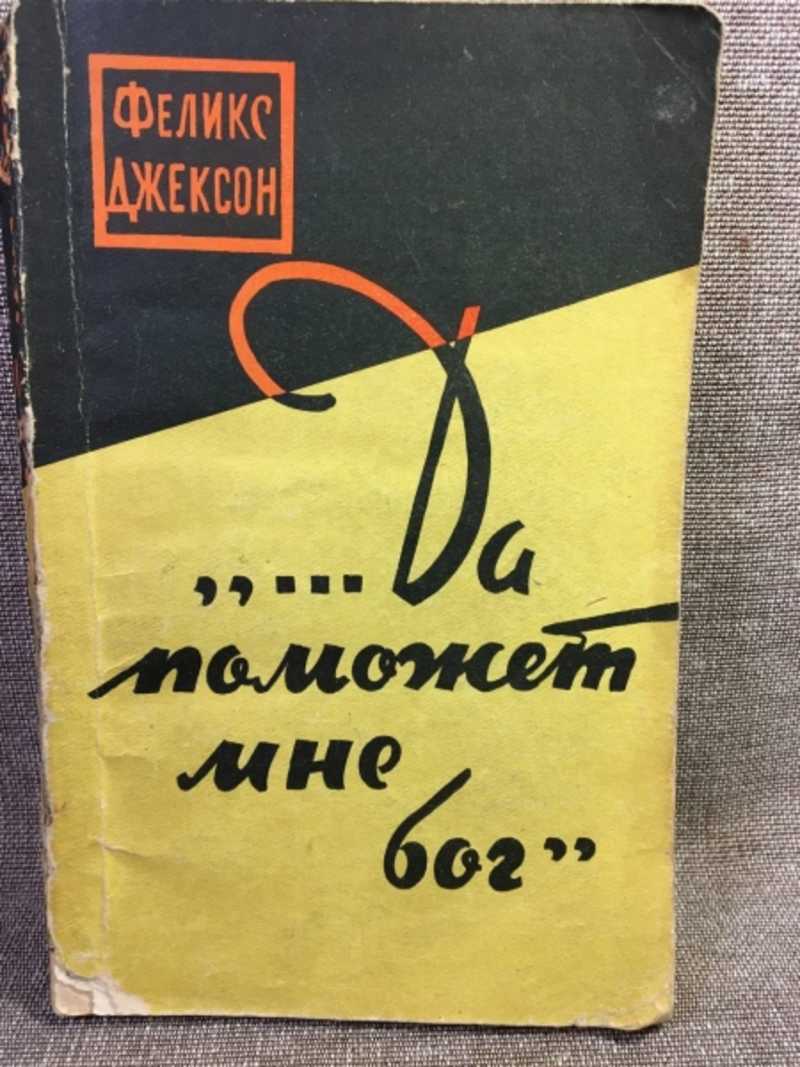 Феликс
Джексон
„... Да
поможет
мне
бог”